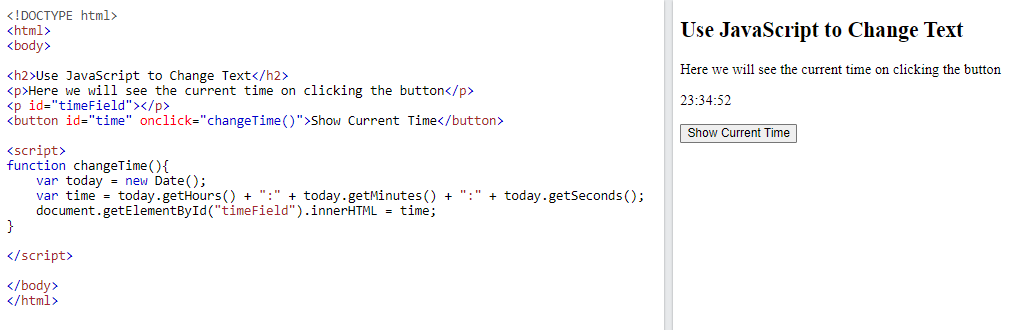 <!DOCTYPE html>
<html>
<body>

<h2>Use JavaScript to Change Text</h2>
<p>Here we will see the current time on clicking the button</p>
<p id="timeField"></p>
<button id="time" onclick="changeTime()">Show Current Time</button>

<script>
function changeTime(){
    var today = new Date();
    var time = today.getHours() + ":" + today.getMinutes() + ":" + today.getSeconds();
    document.getElementById("timeField").innerHTML = time;
}

</script>

</body>
</html>

Use JavaScript to Change Text
Here we will see the current time on clicking the button
23:34:52
Show Current Time